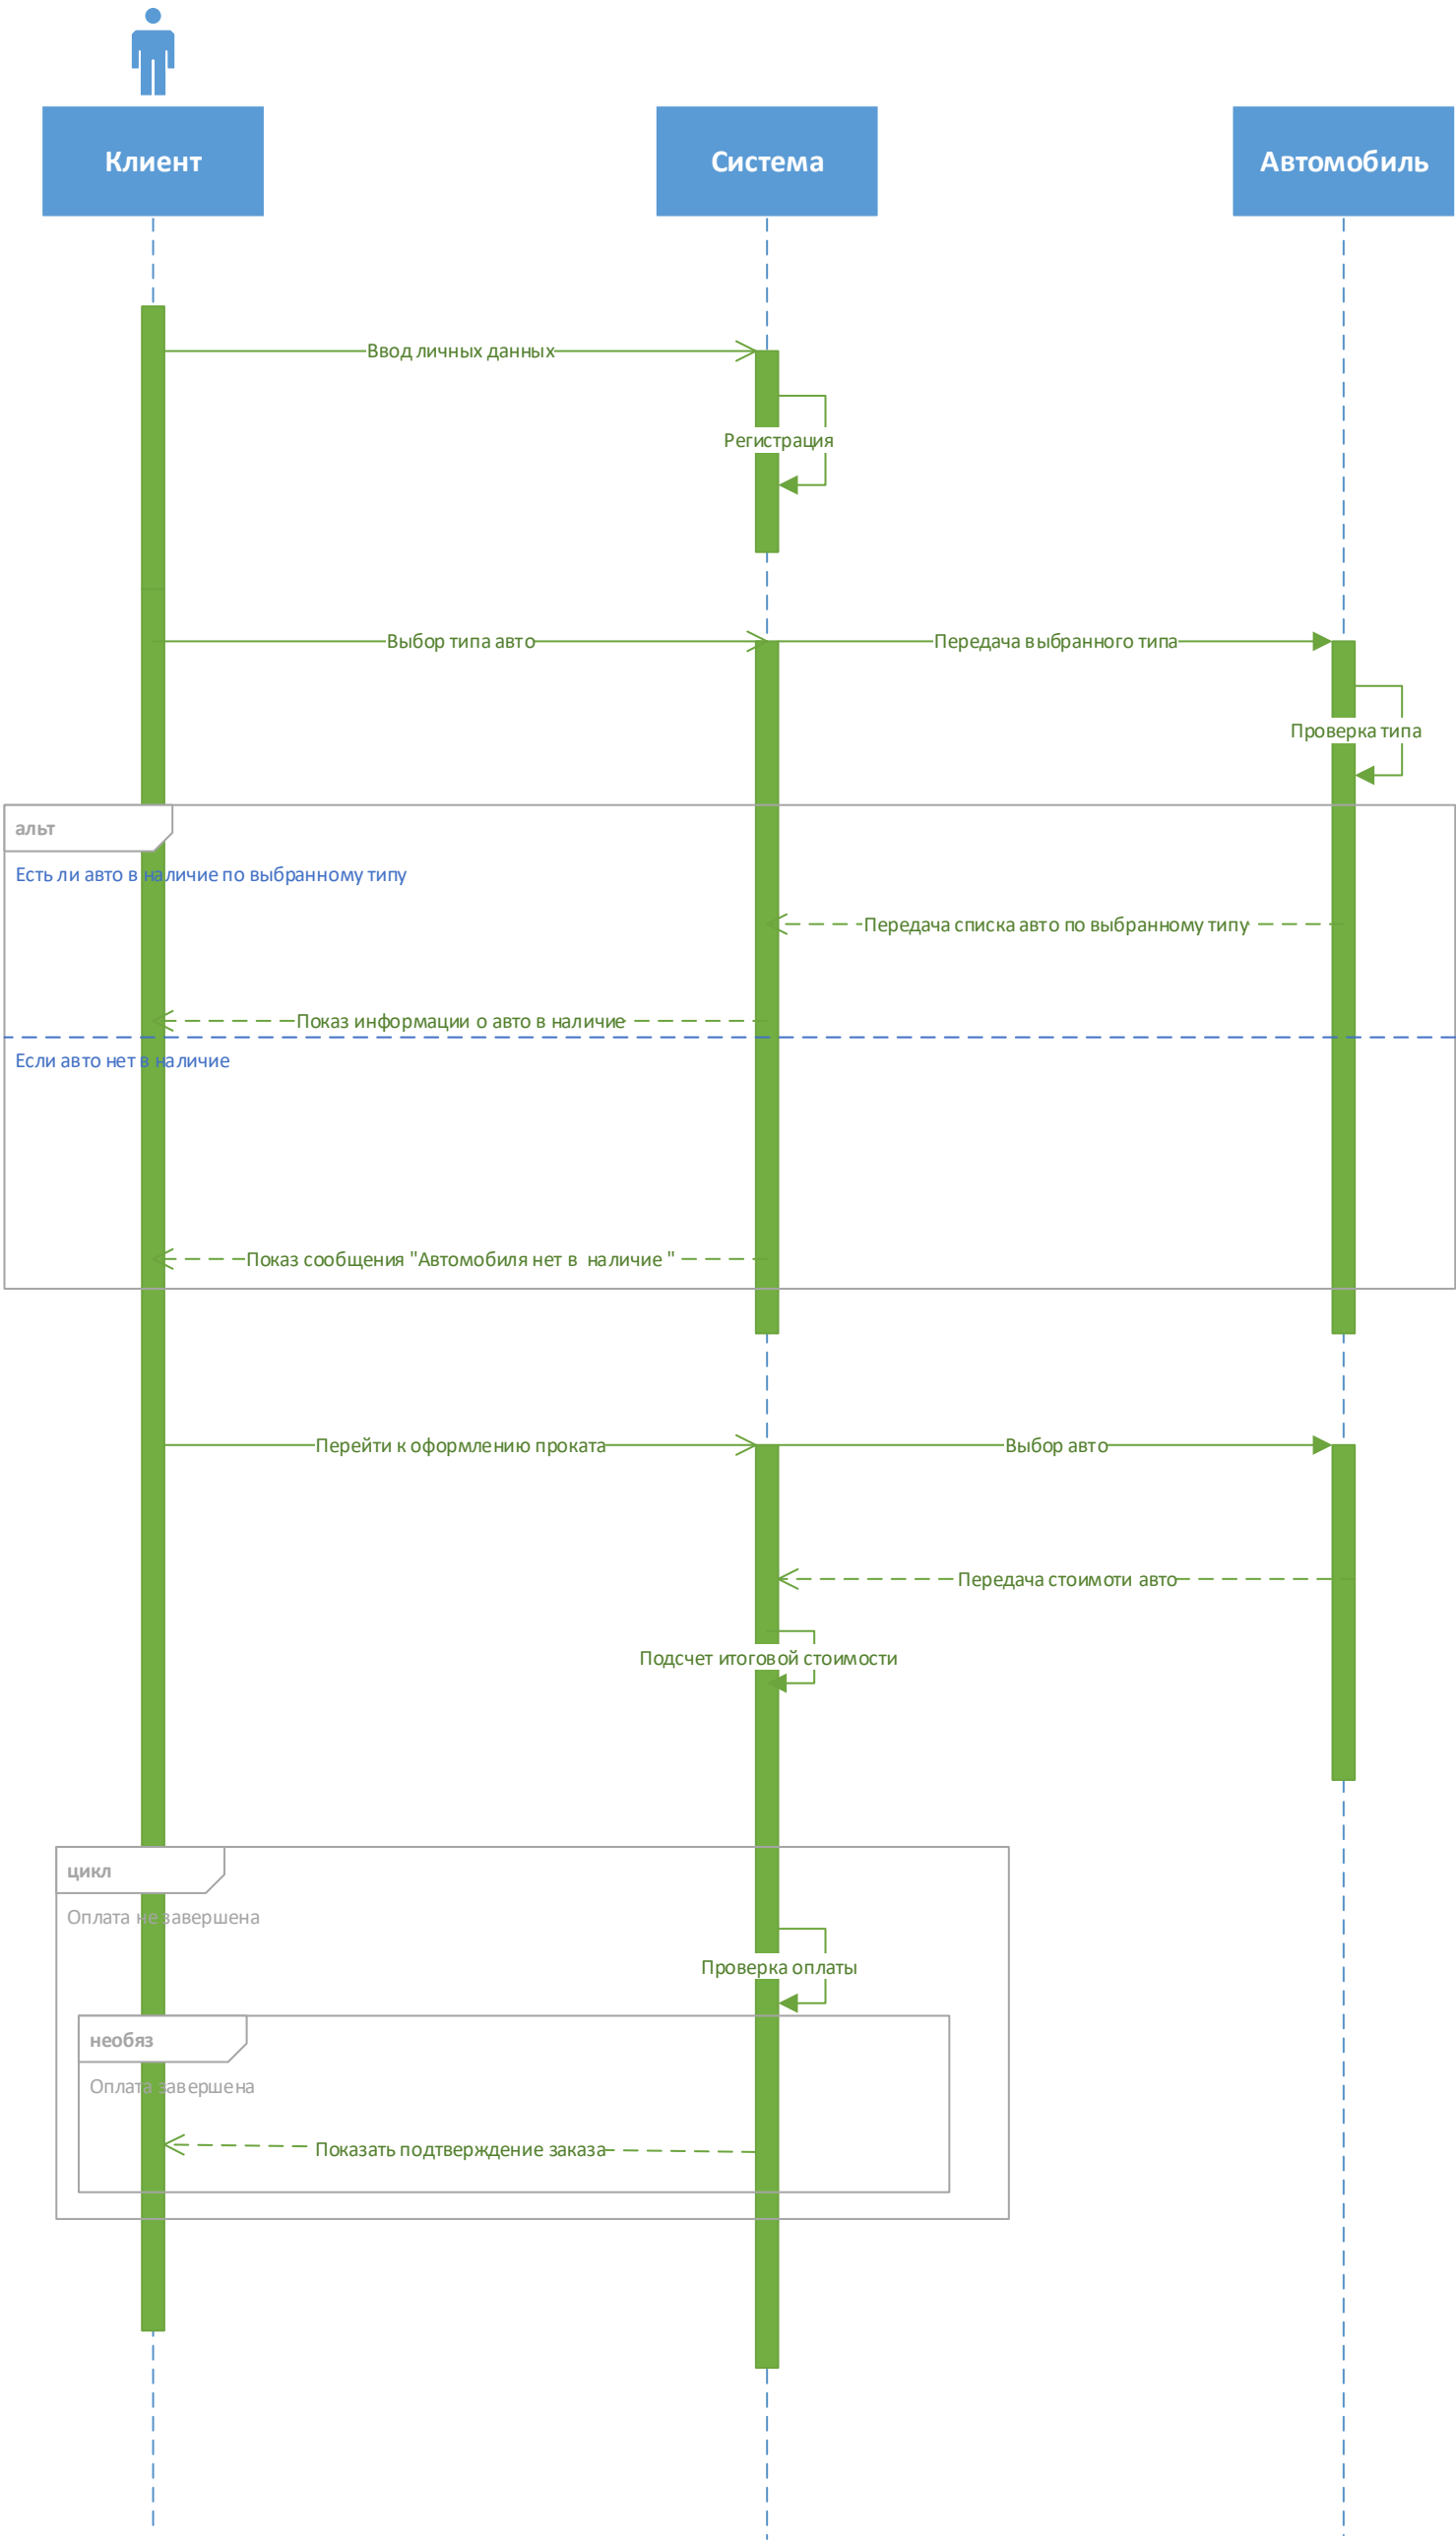 Клиент
Система
Автомобиль
Ввод личных данных
Регистрация
Выбор типа авто
Передача выбранного типа
Проверка типа
альт
Есть ли авто в наличие по выбранному типу
Передача списка авто по выбранному типу
Показ информации о авто в наличие
Если авто нет в наличие
Показ сообщения "Автомобиля нет в наличие "
Перейти к оформлению проката
Выбор авто
Передача стоимоти авто
Подсчет итоговой стоимости
цикл
Оплата не завершена
Проверка оплаты
необяз
Оплата завершена
Показать подтверждение заказа